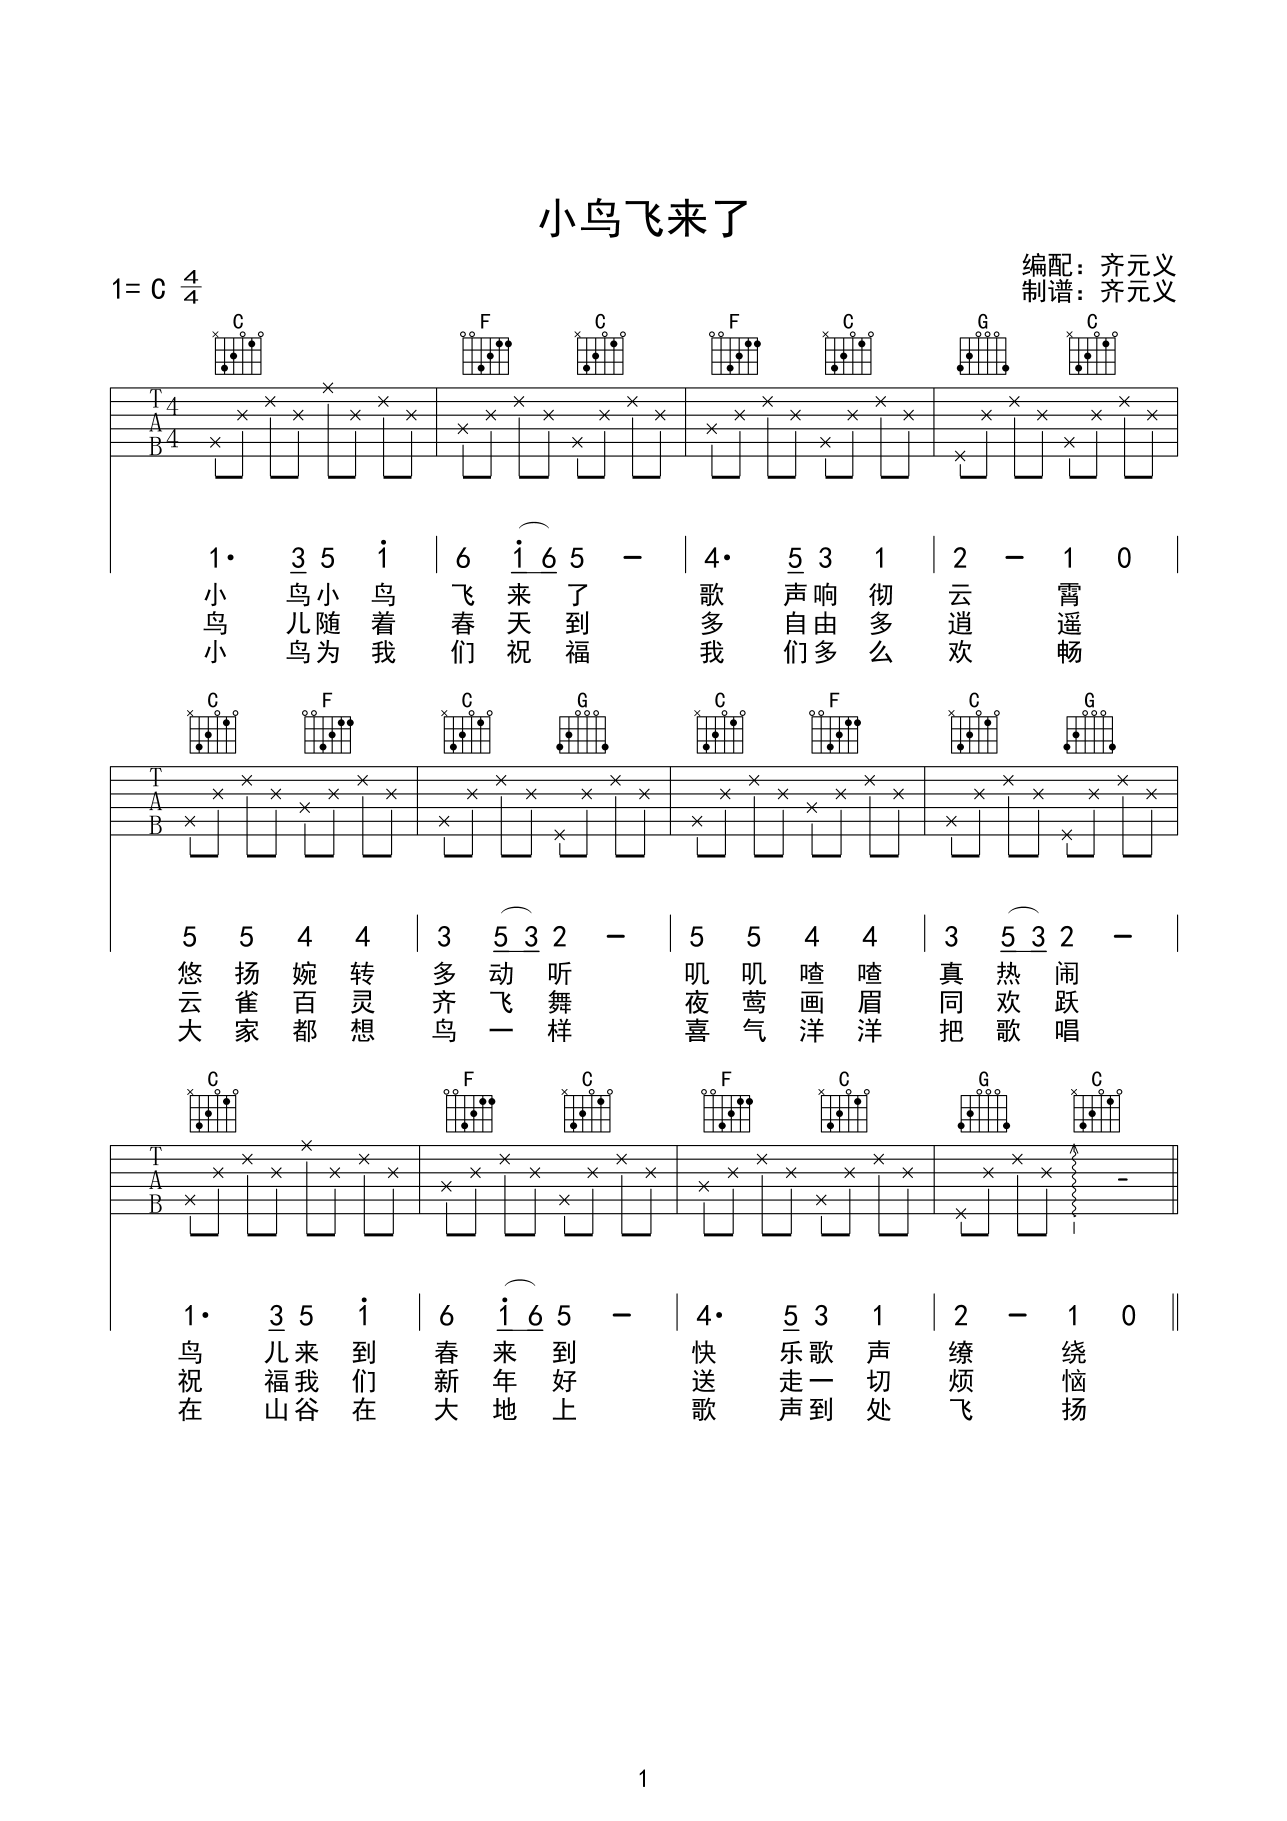 小鸟飞来了
1= C 4/4
编配：齐元义
制谱：齐元义
C F C F C G C
T A B 4 4
1• 3 5 i | 6 i 6 5 – | 4• 5 3 1 | 2 – 1 0 |
小 鸟 小 鸟 飞 来 了 歌 声 响 彻 云 霄
鸟 儿 随 着 春 天 到 多 自 由 多 逍 遥
小 鸟 为 我 们 祝 福 我 们 多 么 欢 畅
C F C G C F C G
T A B
5 5 4 4 | 3 5 3 2 – | 5 5 4 4 | 3 5 3 2 – |
悠 扬 婉 转 多 动 听 叽 叽 喳 喳 真 热 闹
云 雀 百 灵 齐 飞 舞 夜 莺 画 眉 同 欢 跃
大 家 都 想 鸟 一 样 喜 气 洋 洋 把 歌 唱
C F C F C G C
T A B
1• 3 5 i | 6 i 6 5 – | 4• 5 3 1 | 2 – 1 0 ‖
鸟 儿 来 到 春 来 到 快 乐 歌 声 缭 绕
祝 福 我 们 新 年 好 送 走 一 切 烦 恼
在 山 谷 在 大 地 上 歌 声 到 处 飞 扬
1